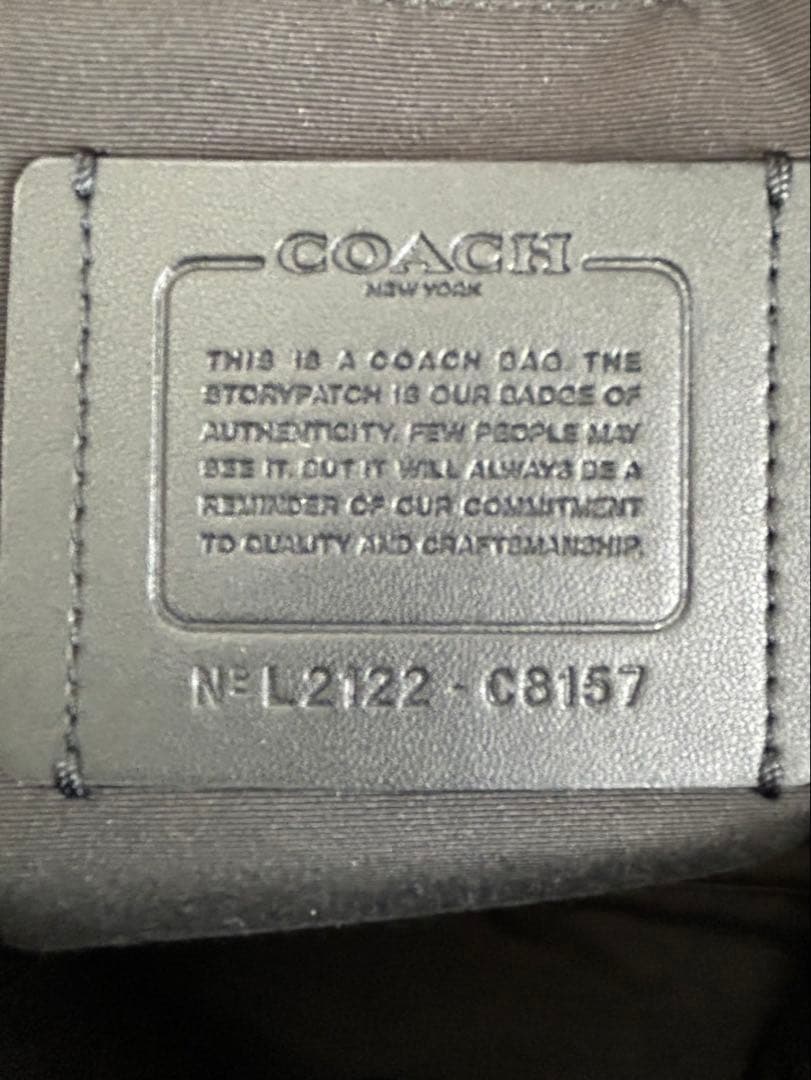 COACH
NEW YORK
THIS IS A COACH BAG. THE
STORYPATCH IS OUR BADGE OF
AUTHENTICITY. FEW PEOPLE MAY
SEE IT. BUT IT WILL ALWAYS BE A
REMINDER OF OUR COMMITMENT
TO QUALITY AND CRAFTSMANSHIP.
Nº L2122 - C8157